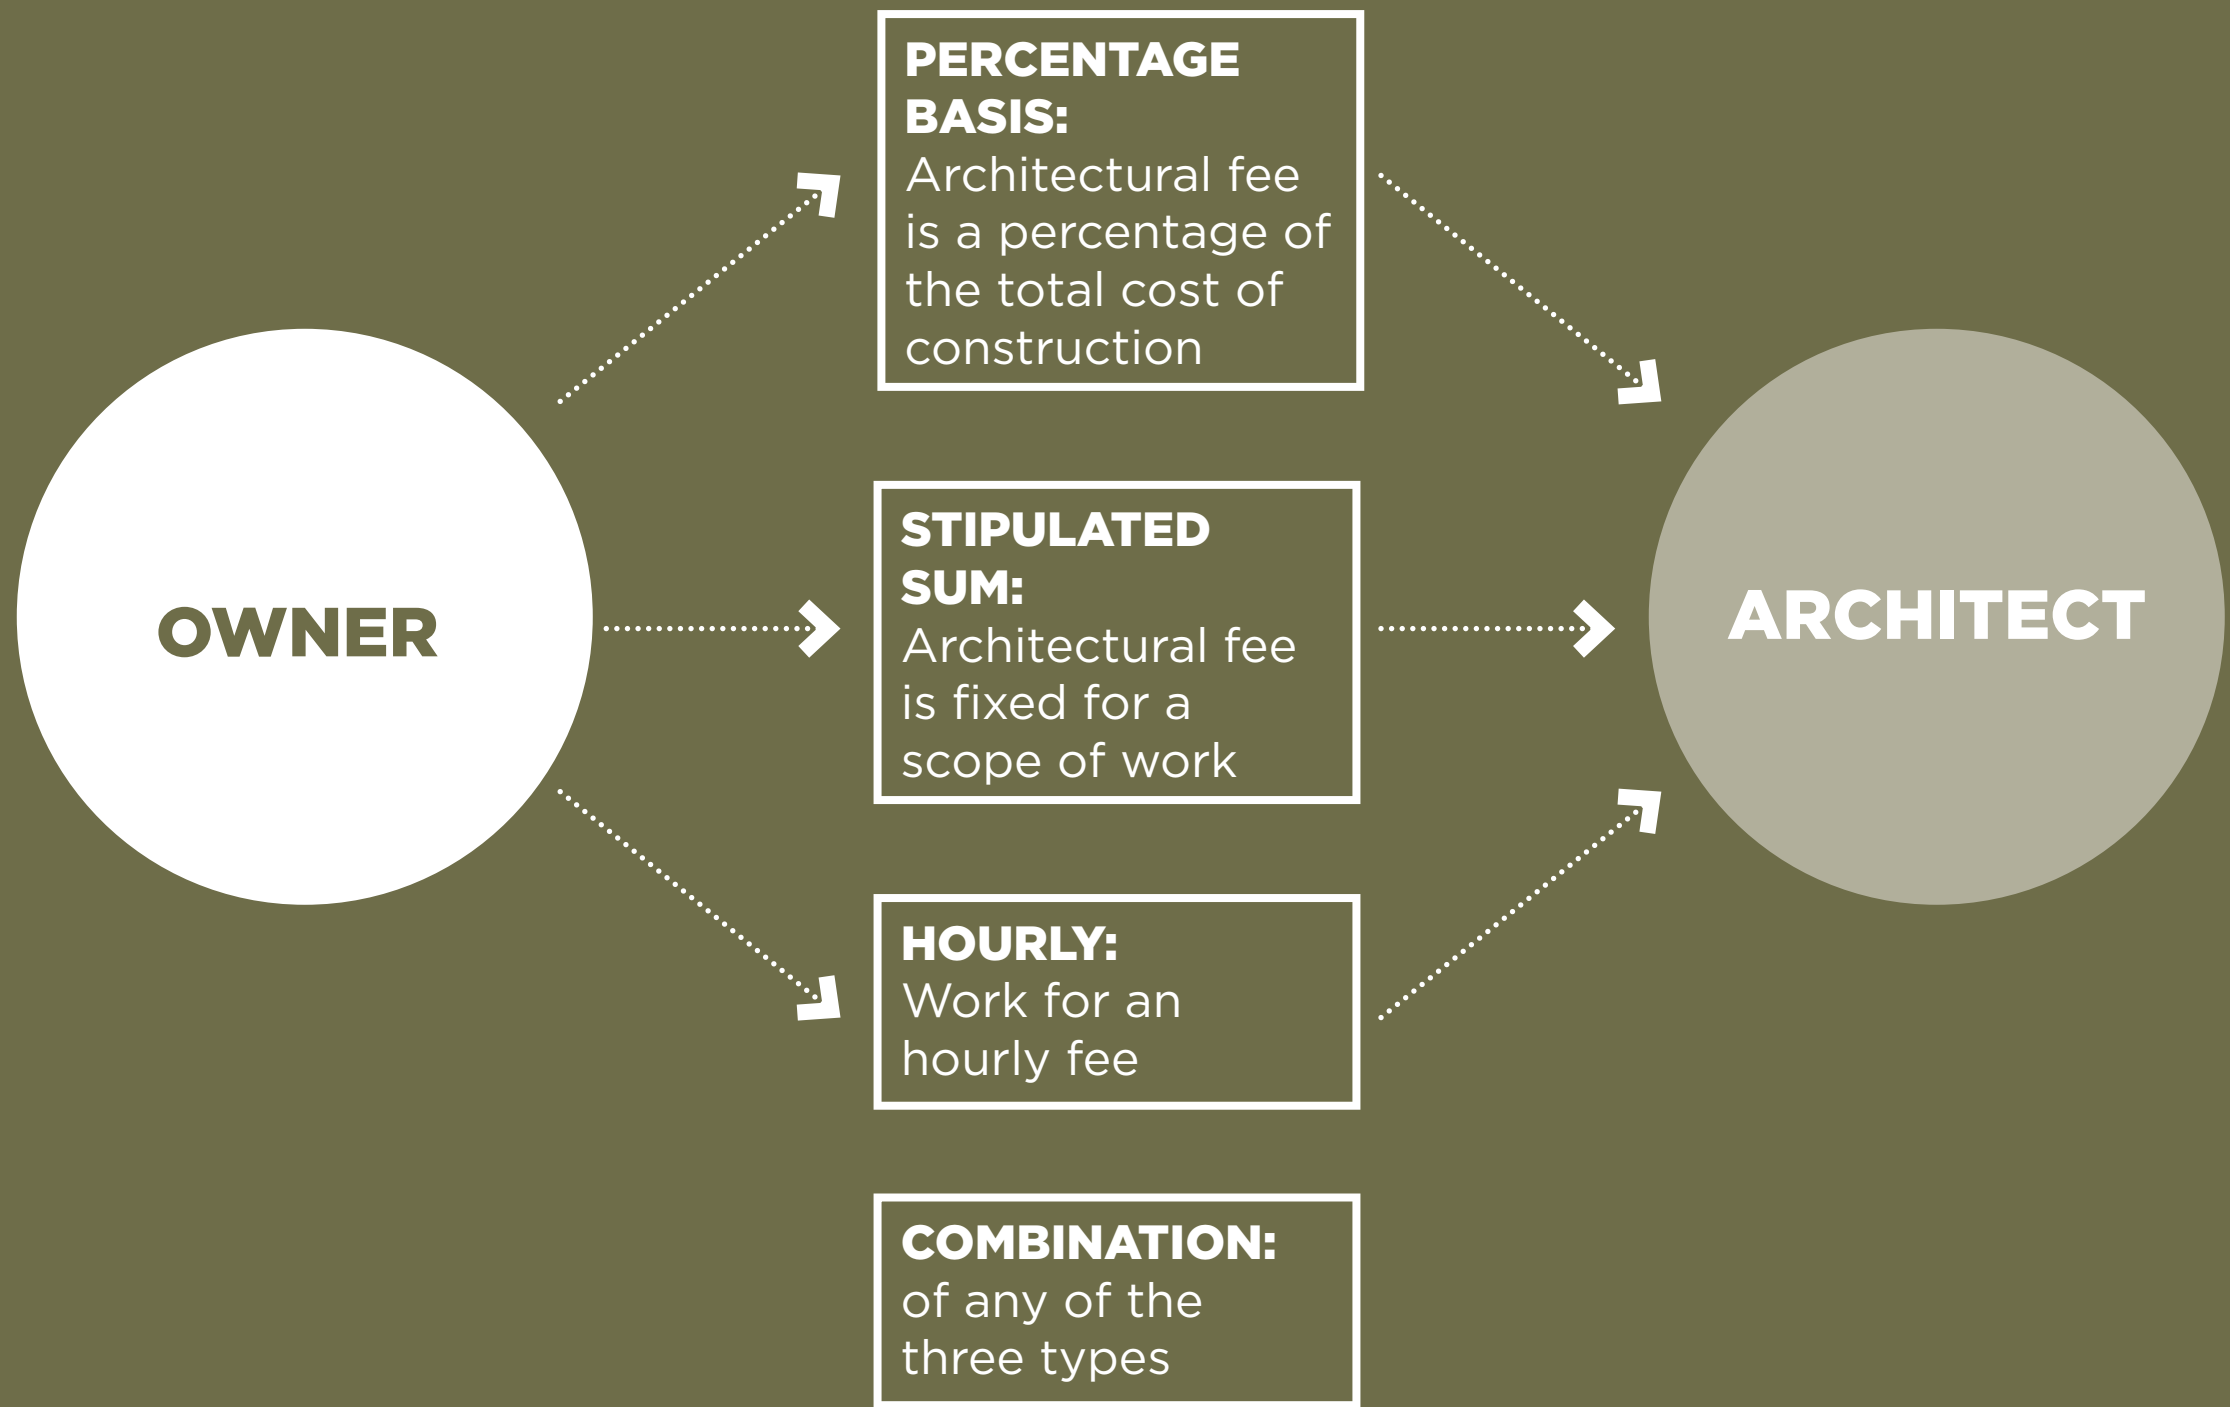 OWNER
PERCENTAGE
BASIS:
Architectural fee
is a percentage of
the total cost of
construction
STIPULATED
SUM:
Architectural fee
is fixed for a
scope of work
HOURLY:
Work for an
hourly fee
COMBINATION:
of any of the
three types
ARCHITECT